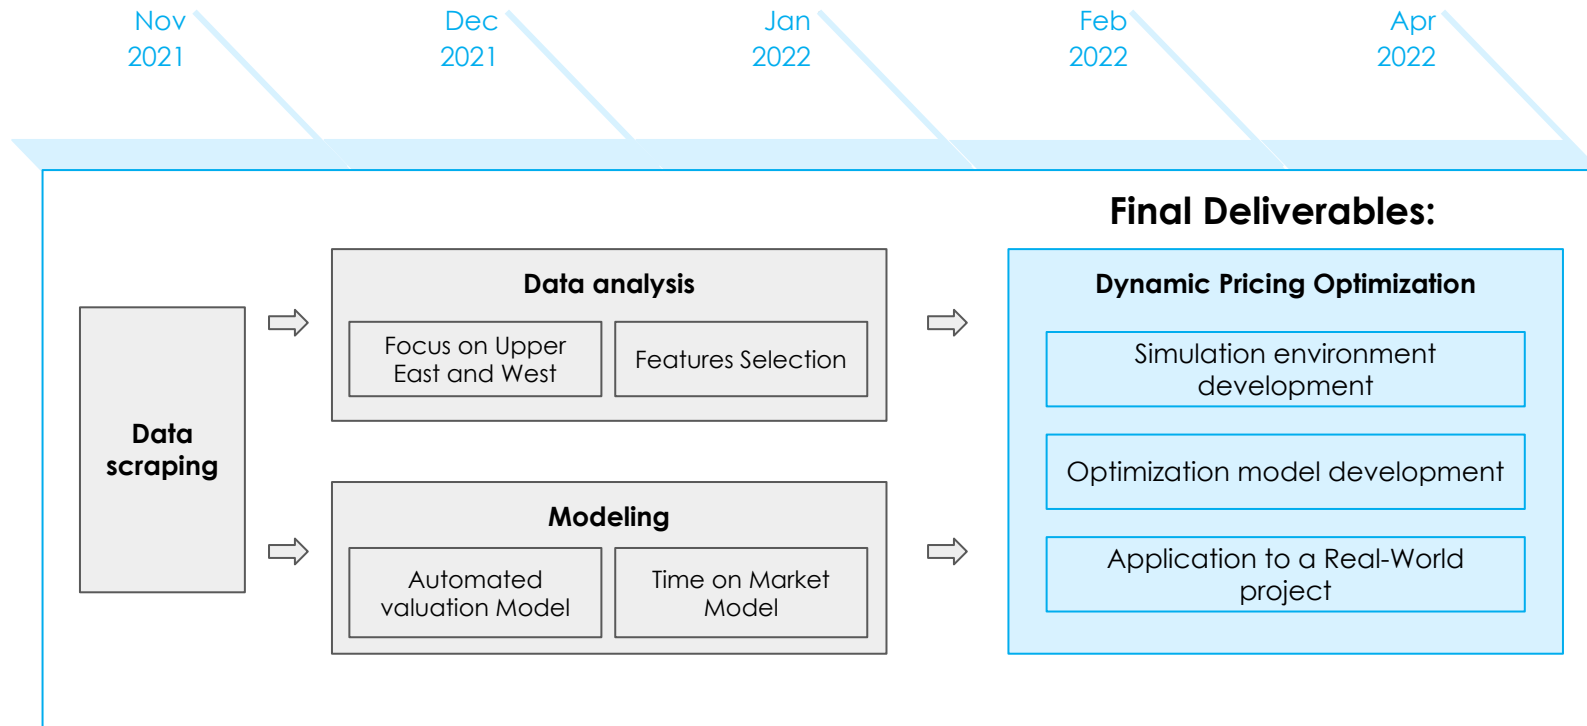 Nov
2021
Dec
2021
Jan
2022
Feb
2022
Apr
2022
Final Deliverables:
Data
scraping
Data analysis
Focus on Upper
East and West
Features Selection
Modeling
Automated
valuation Model
Time on Market
Model
Dynamic Pricing Optimization
Simulation environment
development
Optimization model development
Application to a Real-World
project